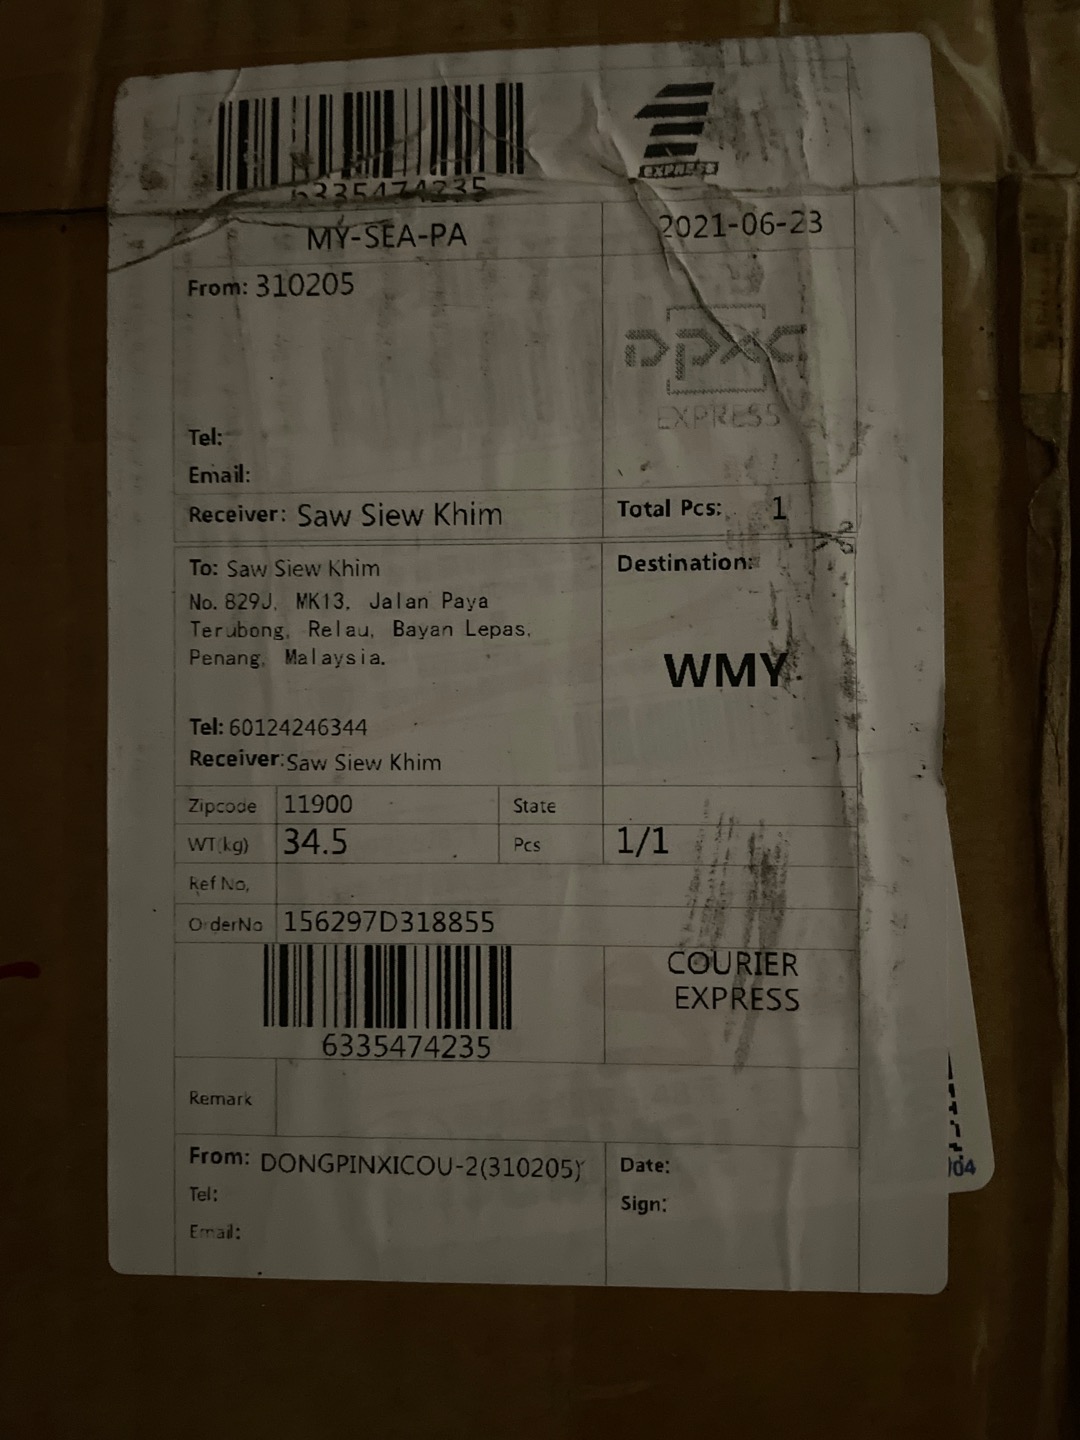 6335474235
EXPRESS
MY-SEA-PA
2021-06-23
From: 310205
EXPRESS
Tel:
Email:
Receiver: Saw Siew Khim
Total Pcs: 1
To: Saw Siew Khim
No. 829J, MK13, Jalan Paya
Terubong, Relau, Bayan Lepas,
Penang, Malaysia.
Destination:
WMY
Tel: 60124246344
Receiver: Saw Siew Khim
Zipcode 11900 State
WT(kg) 34.5 Pcs 1/1
Ref No,
OrderNo 156297D318855
6335474235
COURIER
EXPRESS
Remark
From: DONGPINXICOU-2(310205)
Tel:
Email:
Date:
Sign: